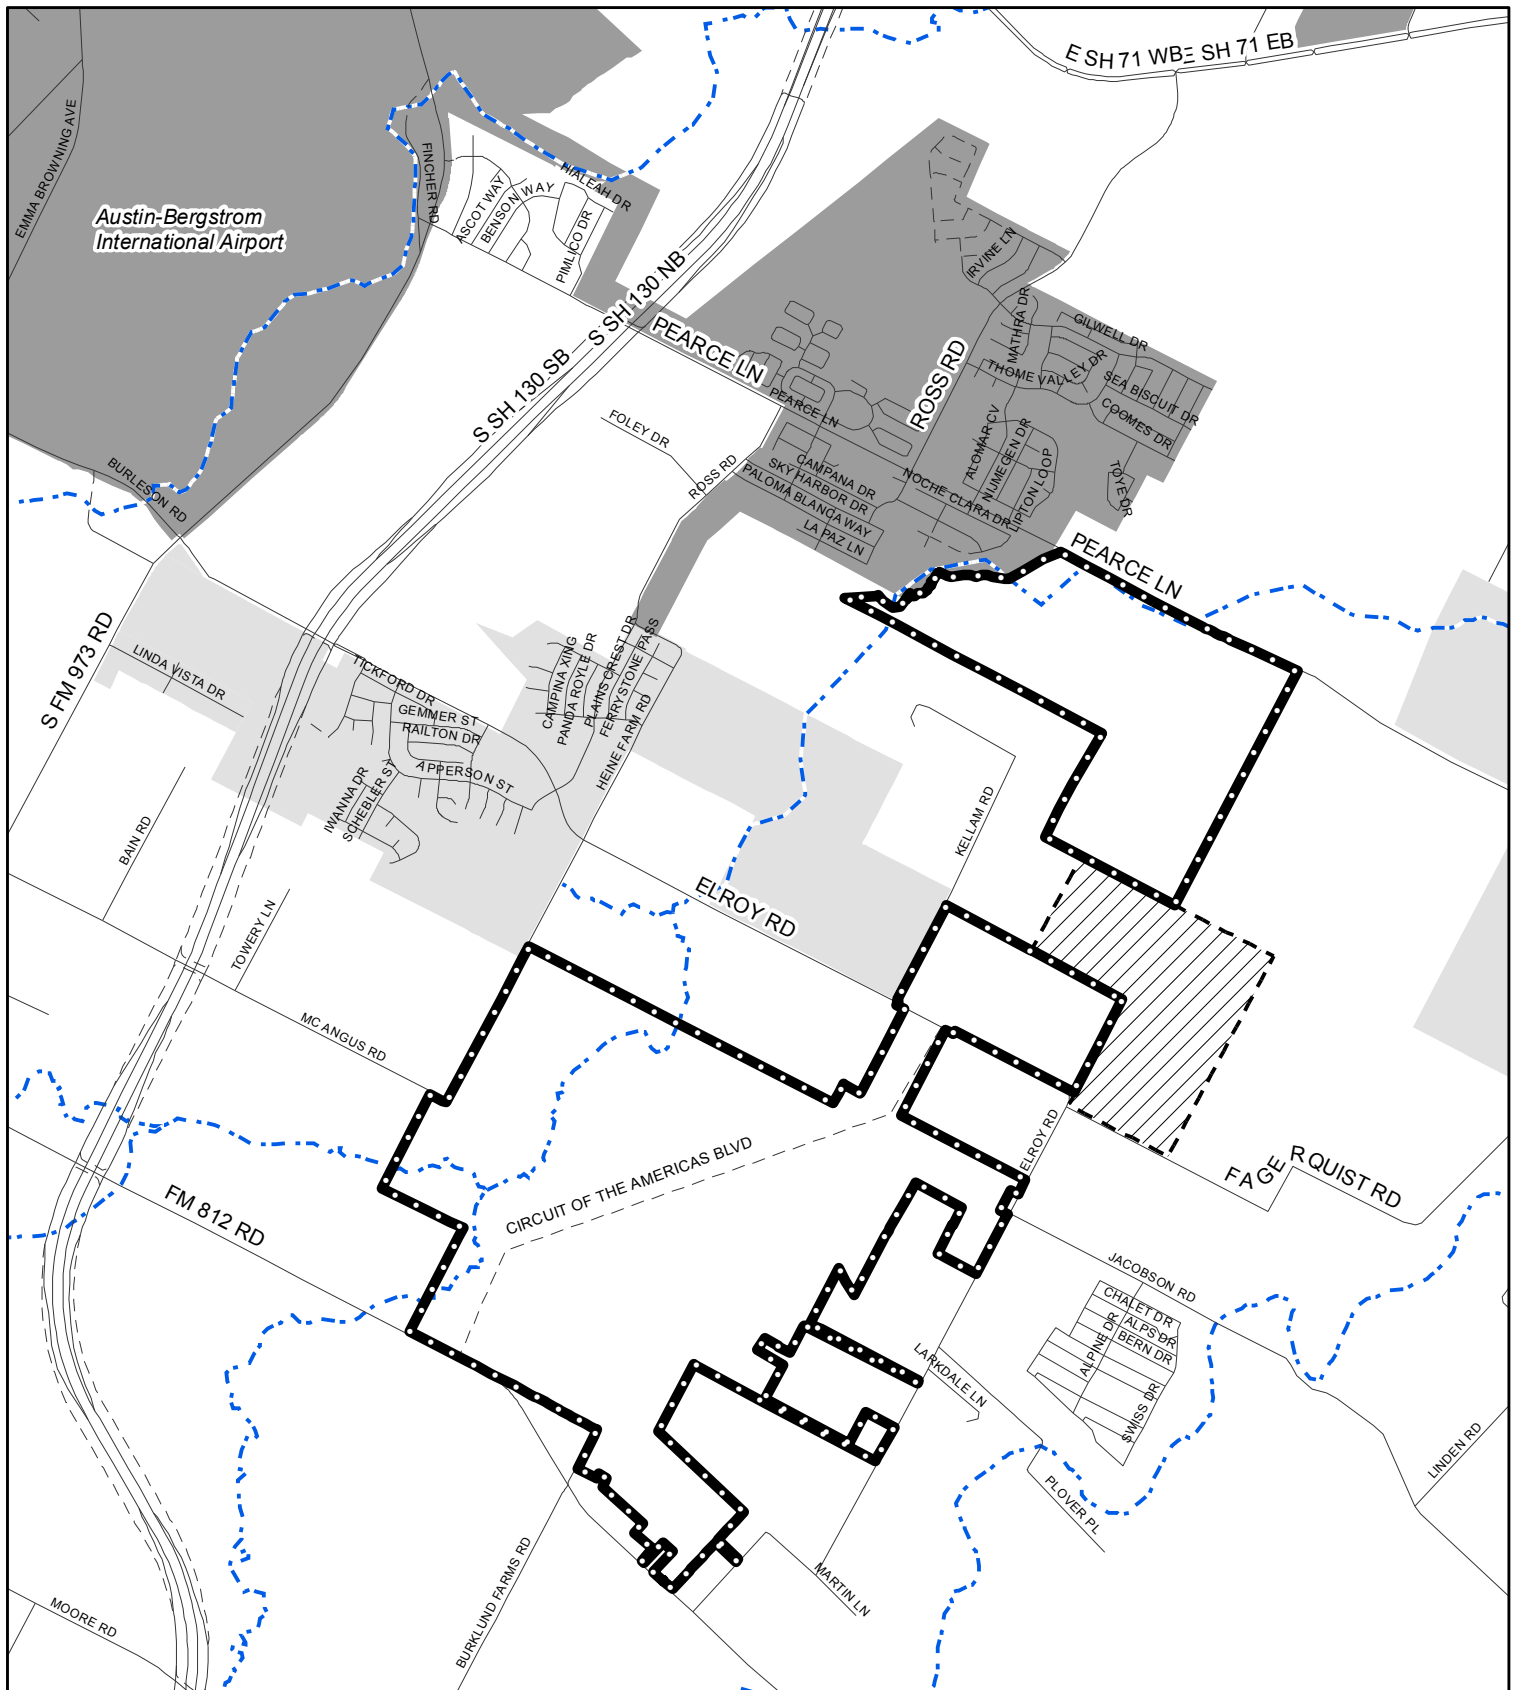 E SH 71 WB
E SH 71 EB
EMMA BROWNING AVE
FINCHER RD
HIALEAH DR
ASCOT WAY
BENSON WAY
PIMLICO DR
Austin-Bergstrom
International Airport
IRVINE LN
S SH 130 NB
S SH 130 SB
PEARCE LN
MATHRA DR
GILWELL DR
ROSS RD
THOME VALLEY DR
SEA BISCUIT DR
COOMES DR
PEARCE LN
FOLEY DR
ALOMAR CV
NIJMEGEN DR
LIPTON LOOP
TOYE DR
BURLESON RD
ROSS RD
CAMPANA DR
SKY HARBOR DR
PALOMA BLANCA WAY
LA PAZ LN
NOCHE CLARA DR
PEARCE LN
S FM 973 RD
LINDA VISTA DR
TICKFORD DR
GEMMER ST
RAILTON DR
APPERSON ST
CAMPINA XING
PANDA ROYLE DR
PLAINS CREST DR
FERRYSTONE PASS
HEINE FARM RD
IWANNA DR
SCHEBLER ST
BAIN RD
KELLAM RD
ELROY RD
TOWERY LN
MC ANGUS RD
CIRCUIT OF THE AMERICAS BLVD
ELROY RD
FAGERQUIST RD
FM 812 RD
JACOBSON RD
CHALET DR
ALPS DR
BERN DR
ALPINE DR
SWISS DR
LARKDALE LN
LINDEN RD
PLOVER PL
MARTIN LN
BURKLUND FARMS RD
MOORE RD